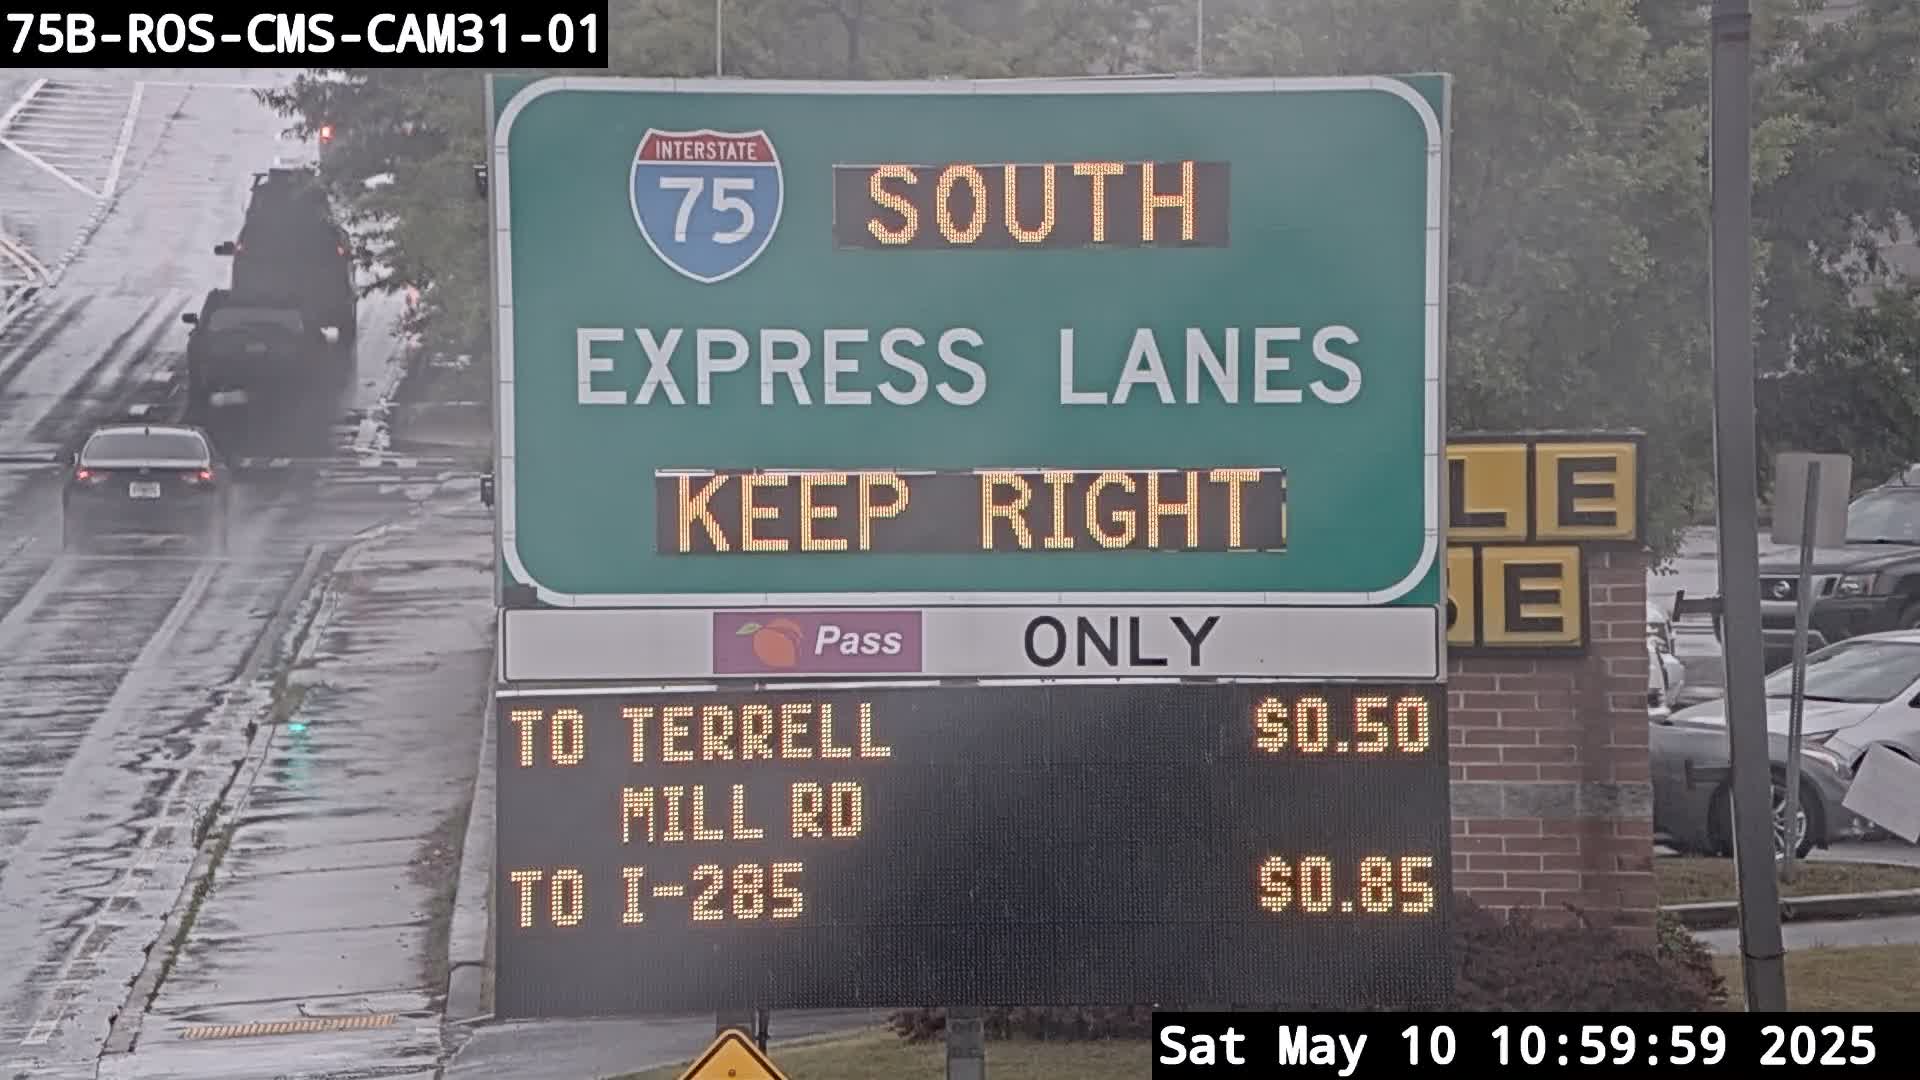 75B-ROS-CMS-CAM31-01
INTERSTATE
75
SOUTH
EXPRESS LANES
KEEP RIGHT
Pass ONLY
TO TERRELL $0.50
MILL RD
TO I-285 $0.85
LE
E
Sat May 10 10:59:59 2025